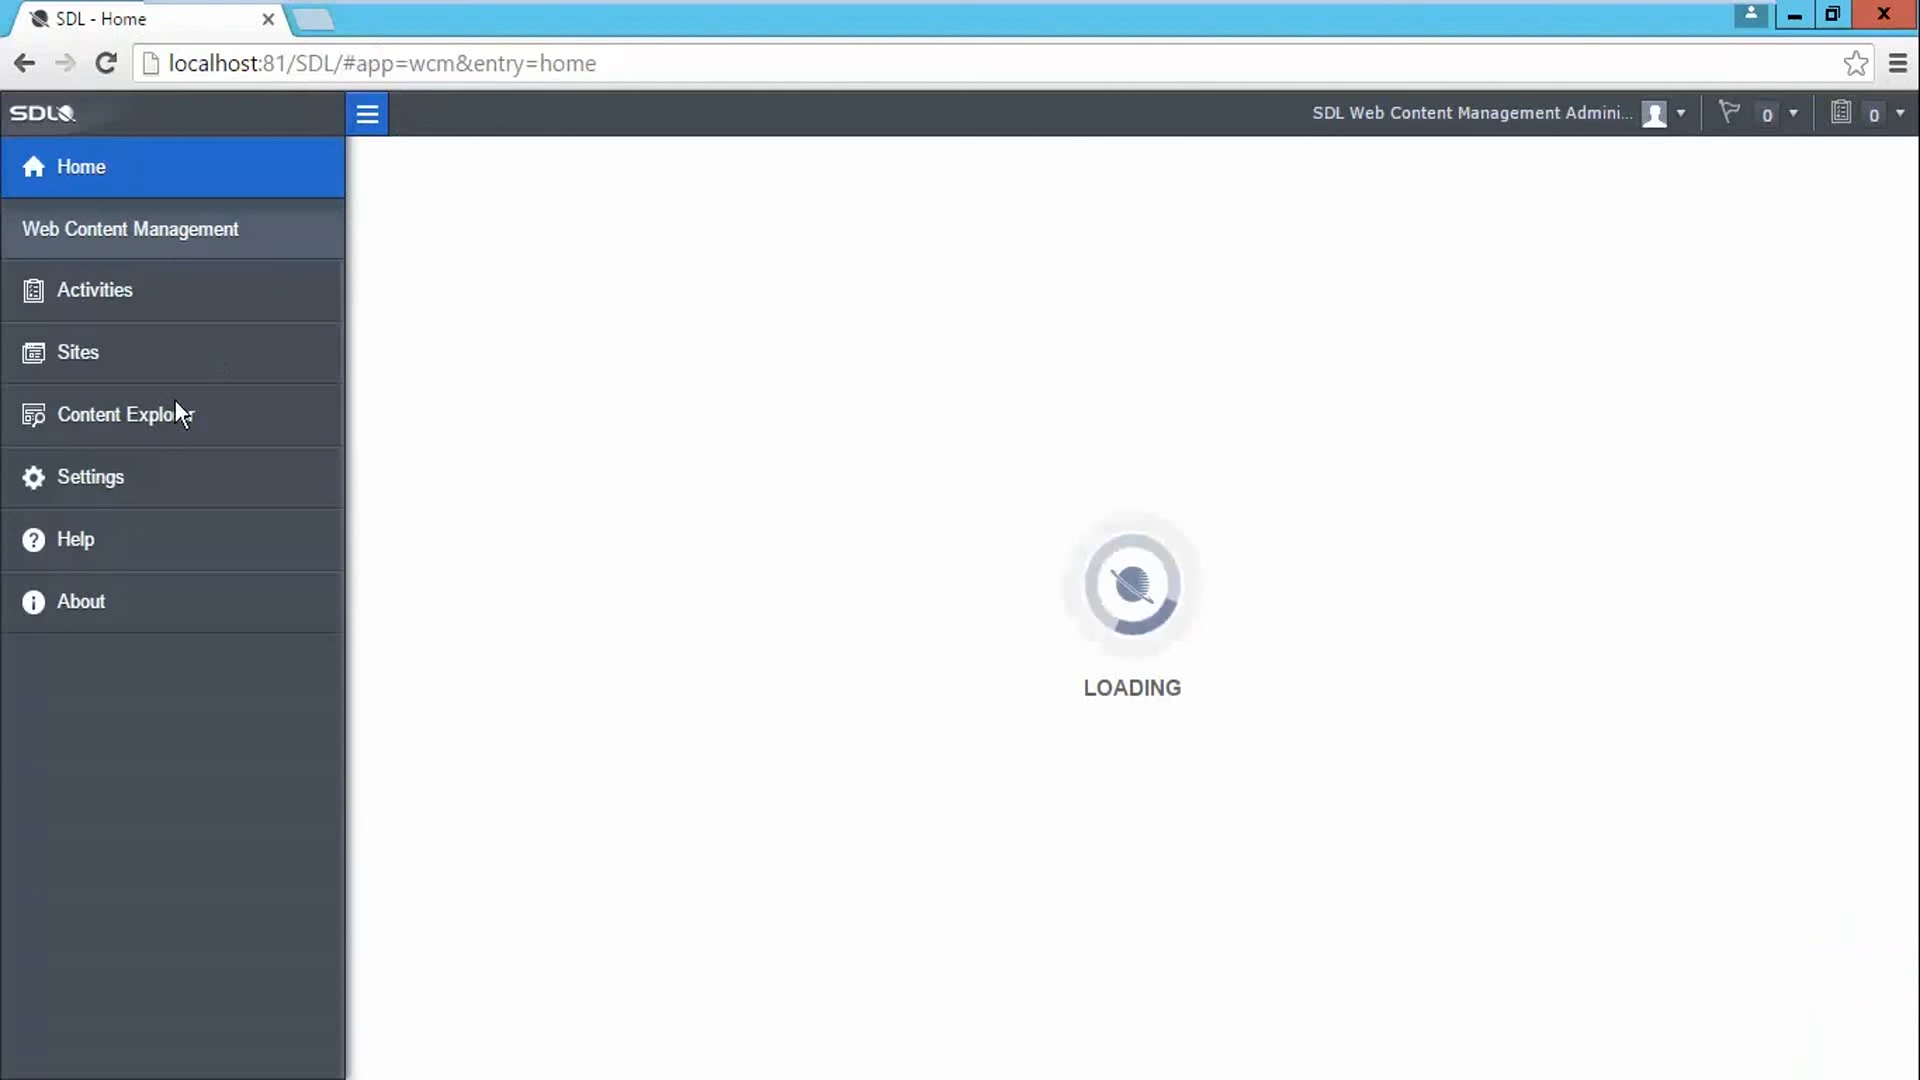 SDL - Home
localhost:81/SDL/#app=wcm&entry=home
SDL
SDL Web Content Management Admini...
0
0
Home
Web Content Management
Activities
Sites
Content Explorer
Settings
Help
About
LOADING